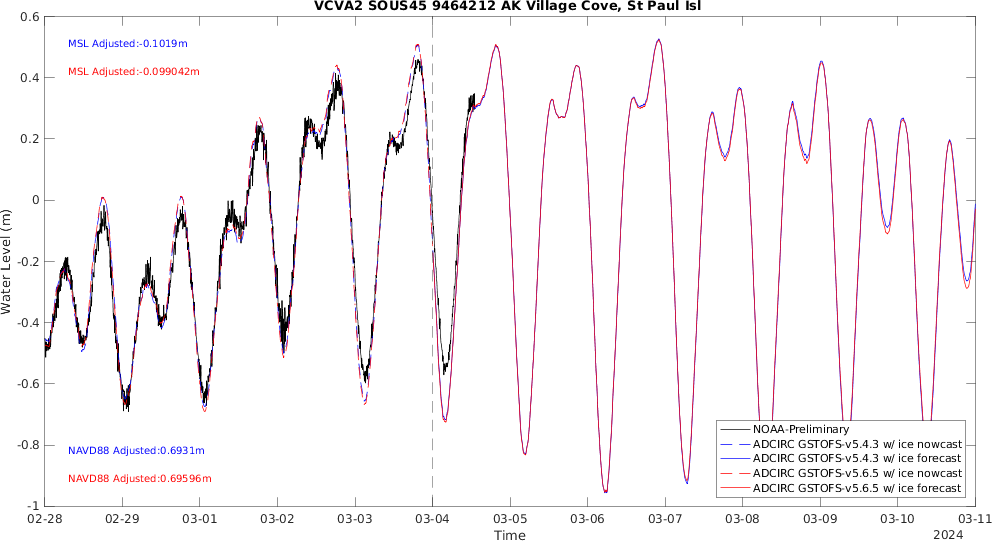 VCVA2 SOUS45 9464212 AK Village Cove, St Paul Isl
0.6
0.4
0.2
0
-0.2
-0.4
-0.6
-0.8
-1
Water Level (m)
MSL Adjusted:-0.1019m
MSL Adjusted:-0.099042m
NAVD88 Adjusted:0.6931m
NAVD88 Adjusted:0.69596m
NOAA-Preliminary
ADCIRC GSTOFS-v5.4.3 w/ ice nowcast
ADCIRC GSTOFS-v5.4.3 w/ ice forecast
ADCIRC GSTOFS-v5.6.5 w/ ice nowcast
ADCIRC GSTOFS-v5.6.5 w/ ice forecast
02-28 02-29 03-01 03-02 03-03 03-04 03-05 03-06 03-07 03-08 03-09 03-10 03-11
Time
2024